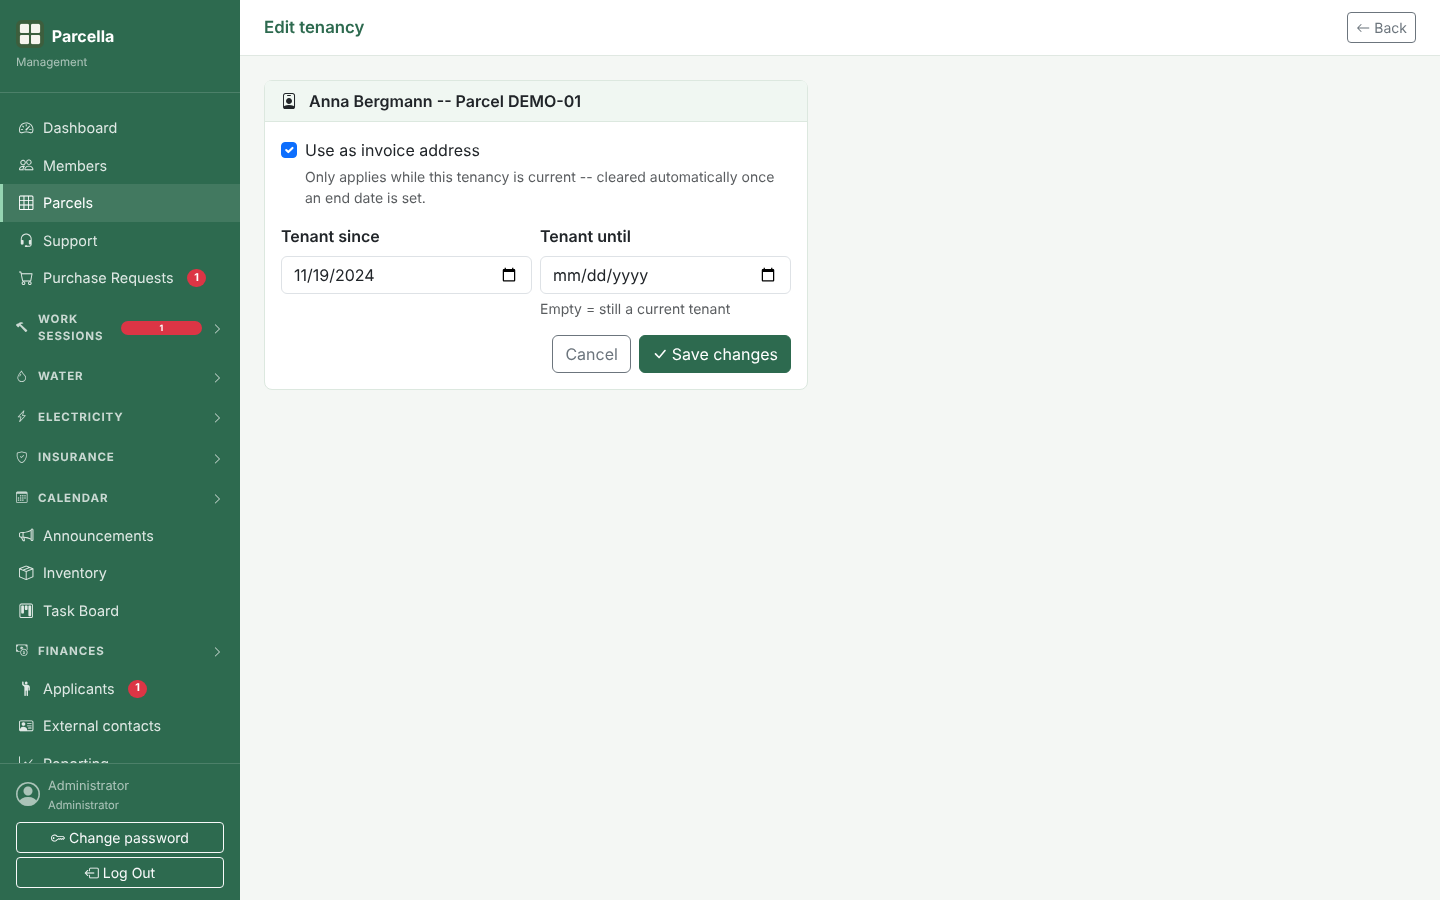 Parcella
Management
Dashboard
Members
Parcels
Support
Purchase Requests 1
WORK SESSIONS 1
WATER
ELECTRICITY
INSURANCE
CALENDAR
Announcements
Inventory
Task Board
FINANCES
Applicants 1
External contacts
Reporting
Administrator
Administrator
Change password
Log Out
Edit tenancy
Back
Anna Bergmann -- Parcel DEMO-01
Use as invoice address
Only applies while this tenancy is current -- cleared automatically once
an end date is set.
Tenant since
Tenant until
11/19/2024
mm/dd/yyyy
Empty = still a current tenant
Cancel
Save changes